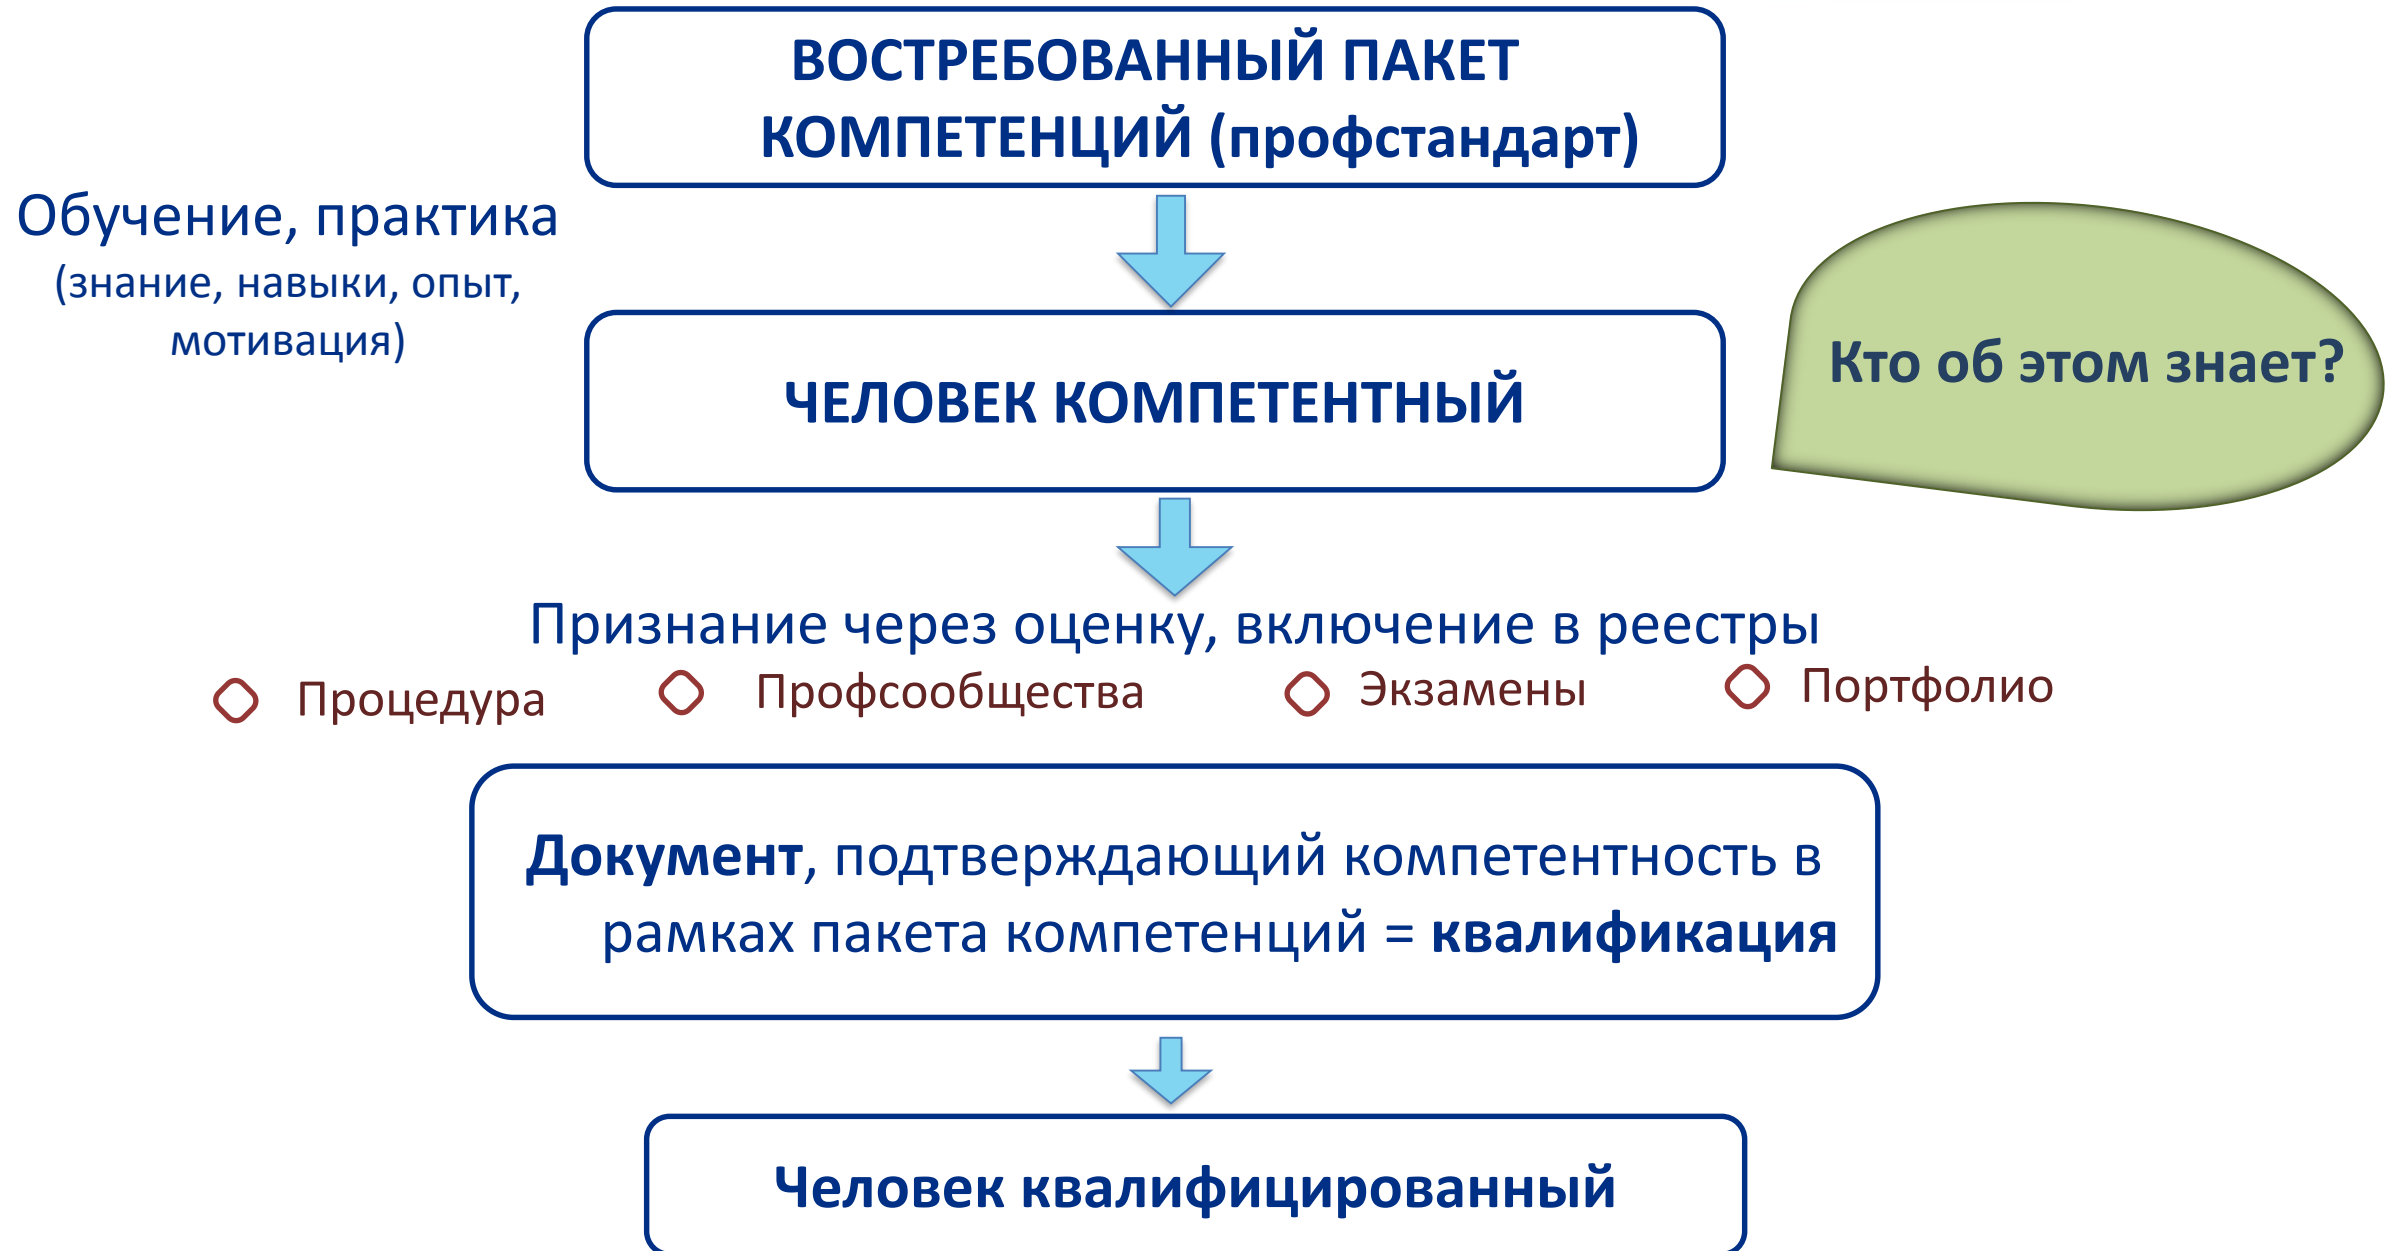 ВОСТРЕБОВАННЫЙ ПАКЕТ
КОМПЕТЕНЦИЙ (профстандарт)
Обучение, практика
(знание, навыки, опыт,
мотивация)
Кто об этом знает?
ЧЕЛОВЕК КОМПЕТЕНТНЫЙ
Признание через оценку, включение в реестры
Процедура
Профсообщества
Экзамены
Портфолио
Документ, подтверждающий компетентность в
рамках пакета компетенций = квалификация
Человек квалифицированный